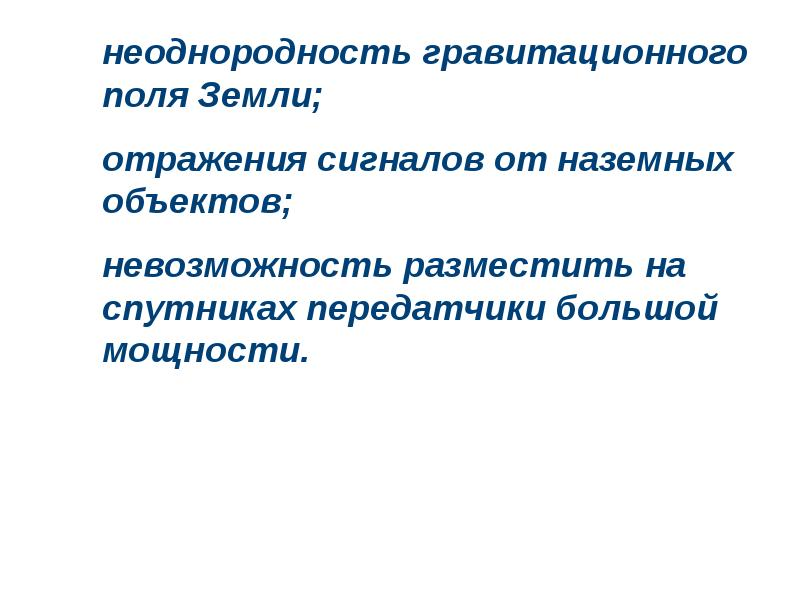 неоднородность гравитационного
поля Земли;
отражения сигналов от наземных
объектов;
невозможность разместить на
спутниках передатчики большой
мощности.